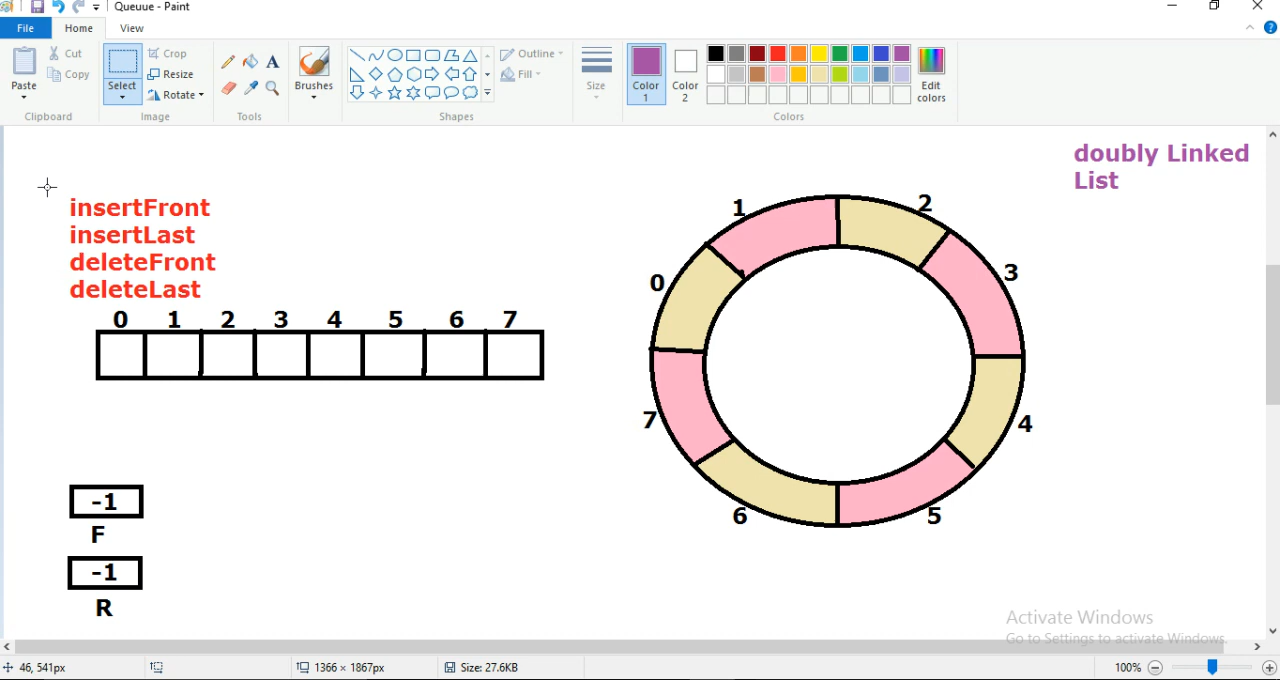 Queuue - Paint
File Home View
Paste
Cut
Copy
Clipboard
Select
Crop
Resize
Rotate
Image
A
Tools
Brushes
Outline
Fill
Shapes
Size
Color
1
Color
2
Edit
colors
Colors
doubly Linked
List
insertFront
insertLast
deleteFront
deleteLast
0 1 2 3 4 5 6 7
1 2
0 3
7 4
6 5
-1
F
-1
R
Activate Windows
Go to Settings to activate Windows.
46, 541px
1366 × 1867px
Size: 27.6KB
100%